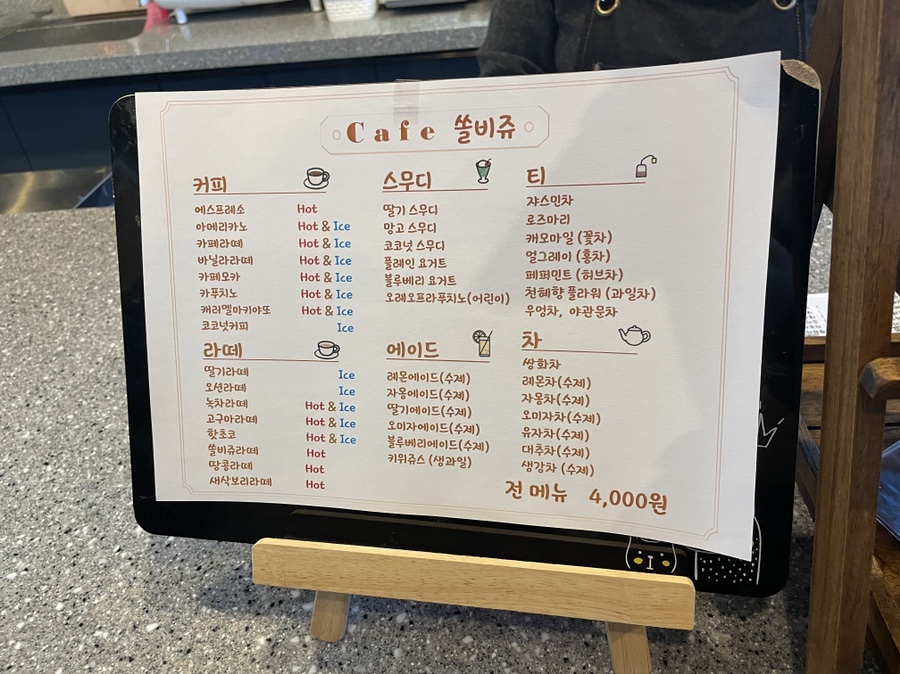 Cafe 쏠비쥬
커피
에스프레소 Hot
아메리카노 Hot & Ice
카페라떼 Hot & Ice
바닐라라떼 Hot & Ice
카페모카 Hot & Ice
카푸치노 Hot & Ice
캐러멜마키야또 Hot & Ice
코코넛커피 Ice
라떼
딸기라떼 Ice
오션라떼 Ice
녹차라떼 Hot & Ice
고구마라떼 Hot & Ice
핫초코 Hot & Ice
쏠비쥬라떼 Hot
땅콩라떼 Hot
새싹보리라떼 Hot
스무디
딸기 스무디
망고 스무디
코코넛 스무디
플레인 요거트
블루베리 요거트
오레오프라푸치노(어린이)
에이드
레몬에이드(수제)
자몽에이드(수제)
딸기에이드(수제)
오미자에이드(수제)
블루베리에이드(수제)
키위쥬스 (생과일)
티
쟈스민차
로즈마리
캐모마일 (꽃차)
얼그레이 (홍차)
페퍼민트 (허브차)
천혜향 플라워 (과일차)
우엉차, 야관문차
차
쌍화차
레몬차(수제)
자몽차(수제)
오미자차(수제)
유자차(수제)
대추차(수제)
생강차 (수제)
전 메뉴 4,000원